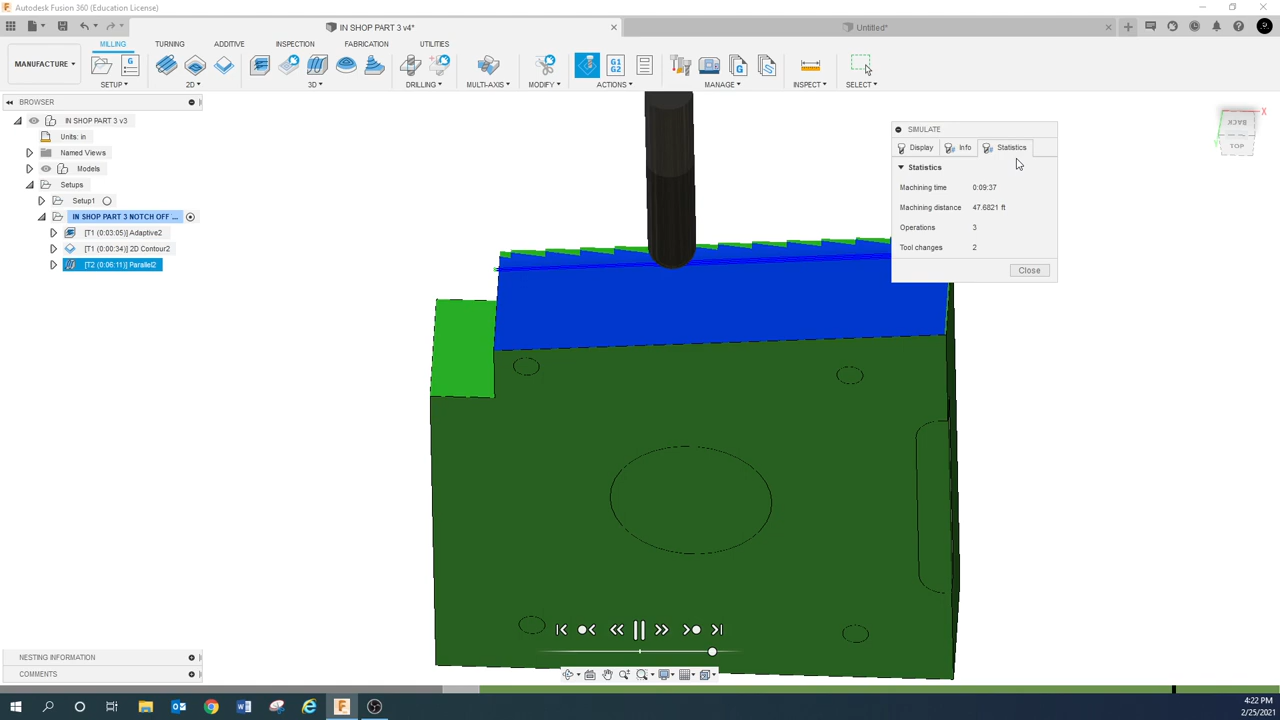 Autodesk Fusion 360 (Education License)
IN SHOP PART 3 v4*
Untitled*
MILLING TURNING ADDITIVE INSPECTION FABRICATION UTILITIES
MANUFACTURE
G1
G2
SETUP 2D 3D DRILLING MULTI-AXIS MODIFY ACTIONS MANAGE INSPECT SELECT
BROWSER
IN SHOP PART 3 v3
Units: in
Named Views
Models
Setups
Setup1
IN SHOP PART 3 NOTCH OFF ...
[T1 (0:03:05)] Adaptive2
[T1 (0:00:34)] 2D Contour2
[T2 (0:06:11)] Parallel2
SIMULATE
Display Info Statistics
Statistics
Machining time 0:09:37
Machining distance 47.6821 ft
Operations 3
Tool changes 2
Close
BACK
TOP
X
NESTING INFORMATION
COMMENTS
4:22 PM
2/25/2021